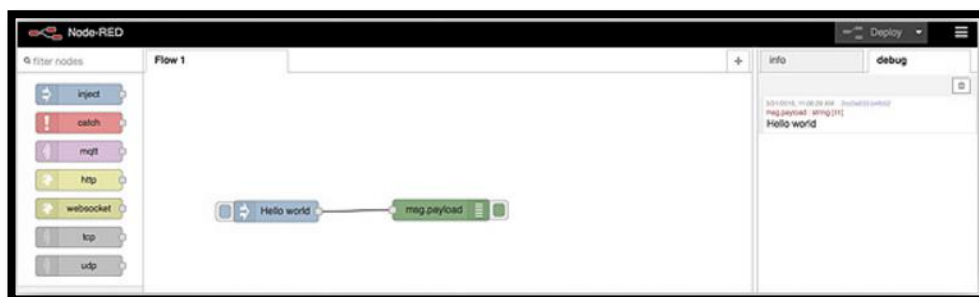 Node-RED
Deploy
filter nodes
inject
catch
mqtt
http
websocket
tcp
udp
Flow 1
+
Hello world
msg.payload
info
debug
msg.payload : string [11]
Hello world